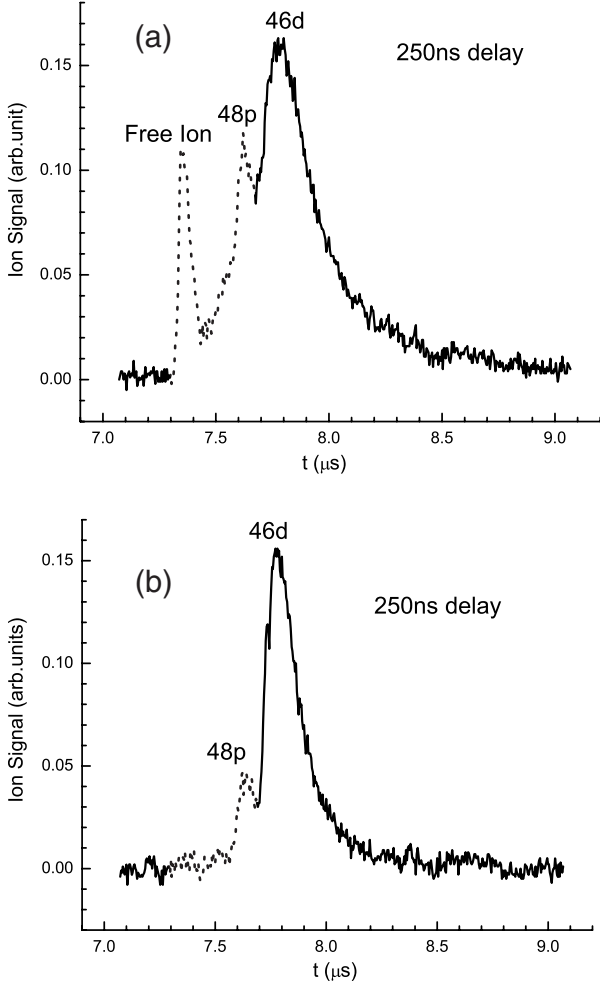 46d
(a)
250ns delay
48p
Free Ion
0.15
0.10
0.05
0.00
Ion Signal (arb.unit)
7.0 7.5 8.0 8.5 9.0
t (μs)
46d
(b)
250ns delay
48p
0.15
0.10
0.05
0.00
Ion Signal (arb.units)
7.0 7.5 8.0 8.5 9.0
t (μs)